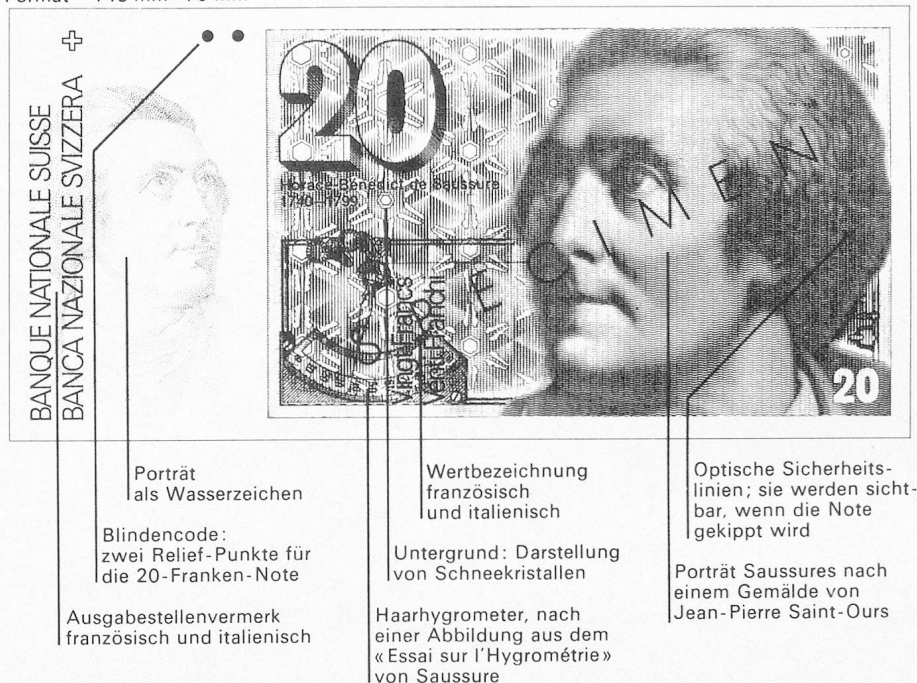 BANQUE NATIONALE SUISSE
BANCA NAZIONALE SVIZZERA
20
Horace-Bénédict de Saussure
1740–1799
Vingt Francs
Venti Franchi
ECIMEN
20
Porträt
als Wasserzeichen
Blindencode:
zwei Relief-Punkte für
die 20-Franken-Note
Ausgabestellenvermerk
französisch und italienisch
Wertbezeichnung
französisch
und italienisch
Untergrund: Darstellung
von Schneekristallen
Haarhygrometer, nach
einer Abbildung aus dem
«Essai sur l'Hygrométrie»
von Saussure
Optische Sicherheits-
linien; sie werden sicht-
bar, wenn die Note
gekippt wird
Porträt Saussures nach
einem Gemälde von
Jean-Pierre Saint-Ours